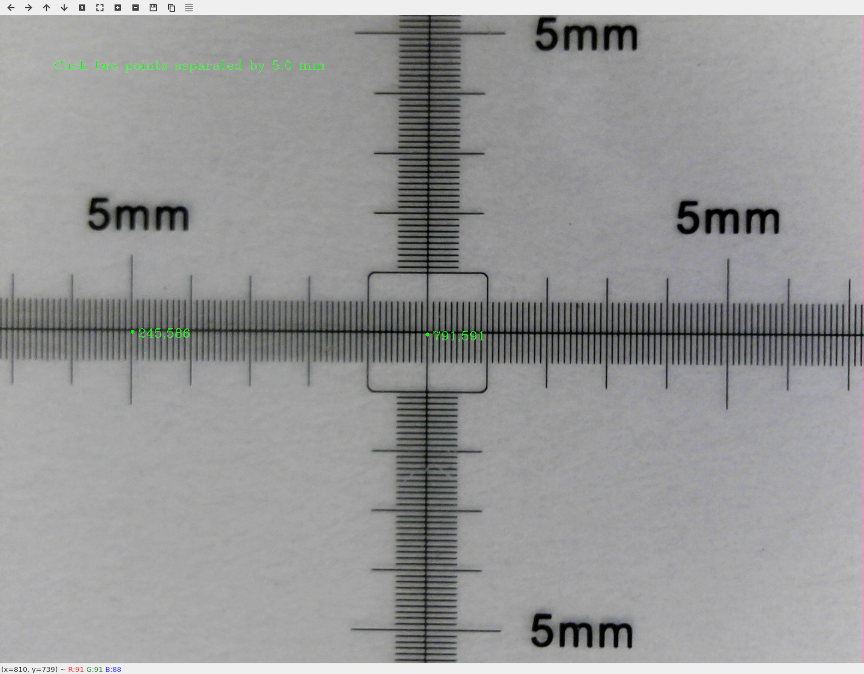 5mm
Click two points separated by 5.0 mm
5mm
5mm
245,586
791,591
5mm
(x=810, y=739) ~ R:91 G:91 B:88